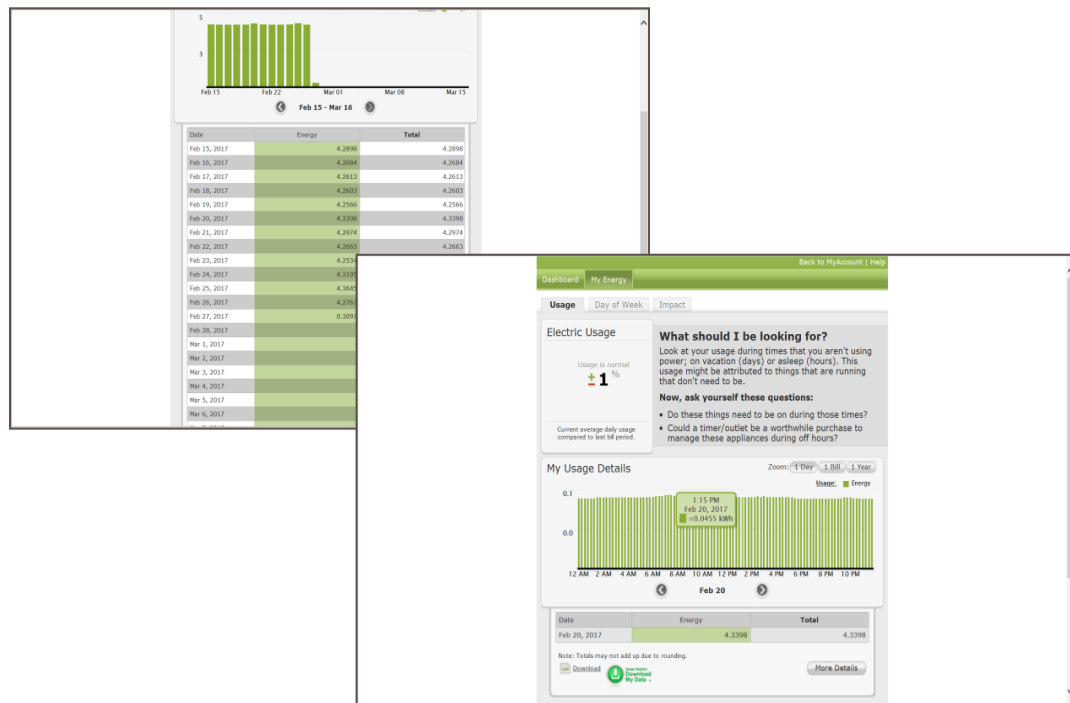 5
3
Feb 15 Feb 22 Mar 01 Mar 08 Mar 15
Feb 15 - Mar 16
Date Energy Total
Feb 15, 2017 4.2898 4.2898
Feb 16, 2017 4.2684 4.2684
Feb 17, 2017 4.2613 4.2613
Feb 18, 2017 4.2603 4.2603
Feb 19, 2017 4.2566 4.2566
Feb 20, 2017 4.3398 4.3398
Feb 21, 2017 4.2974 4.2974
Feb 22, 2017 4.2663 4.2663
Feb 23, 2017 4.2534
Feb 24, 2017 4.3195
Feb 25, 2017 4.3645
Feb 26, 2017 4.2767
Feb 27, 2017 0.3097
Feb 28, 2017
Mar 1, 2017
Mar 2, 2017
Mar 3, 2017
Mar 4, 2017
Mar 5, 2017
Mar 6, 2017
Back to MyAccount | Help
Dashboard My Energy
Usage Day of Week Impact
Electric Usage
Usage is normal
± 1 %
Current average daily usage
compared to last bill period.
What should I be looking for?
Look at your usage during times that you aren't using
power; on vacation (days) or asleep (hours). This
usage might be attributed to things that are running
that don't need to be.
Now, ask yourself these questions:
• Do these things need to be on during those times?
• Could a timer/outlet be a worthwhile purchase to
manage these appliances during off hours?
My Usage Details
Zoom: 1 Day 1 Bill 1 Year
Usage: Energy
0.1
1:15 PM
Feb 20, 2017
=0.0455 kWh
0.0
12 AM 2 AM 4 AM 6 AM 8 AM 10 AM 12 PM 2 PM 4 PM 6 PM 8 PM 10 PM
Feb 20
Date Energy Total
Feb 20, 2017 4.3398 4.3398
Note: Totals may not add up due to rounding.
CSV Download
Green Button
Download
My Data
More Details